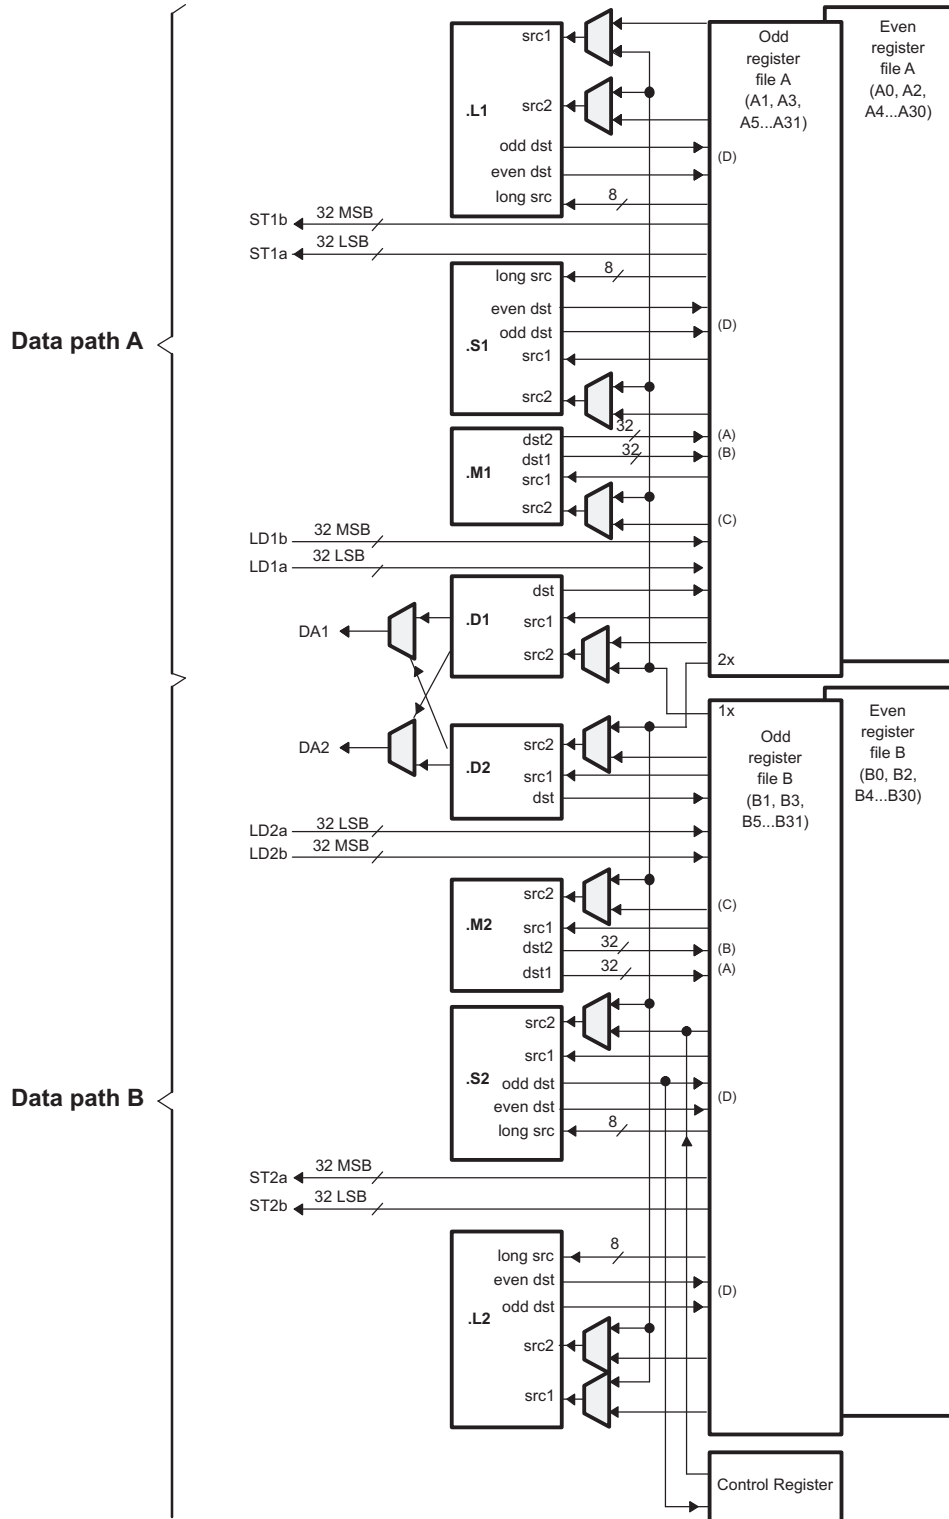 Even
register
file A
(A0, A2,
A4...A30)
Odd
register
file A
(A1, A3,
A5...A31)
src1
.L1
src2
odd dst
(D)
even dst
long src
8
ST1b
32 MSB
ST1a
32 LSB
long src
8
even dst
(D)
odd dst
Data path A
.S1
src1
src2
32
dst2
(A)
32
dst1
(B)
.M1
src1
src2
(C)
LD1b
32 MSB
LD1a
32 LSB
dst
.D1
src1
DA1
src2
2x
1x
Even
register
file B
(B0, B2,
B4...B30)
Odd
register
file B
(B1, B3,
B5...B31)
DA2
src2
.D2
src1
dst
LD2a
32 LSB
LD2b
32 MSB
src2
(C)
.M2
src1
dst2
32
(B)
dst1
32
(A)
src2
src1
.S2
odd dst
(D)
Data path B
even dst
long src
8
ST2a
32 MSB
ST2b
32 LSB
long src
8
even dst
(D)
odd dst
.L2
src2
src1
Control Register